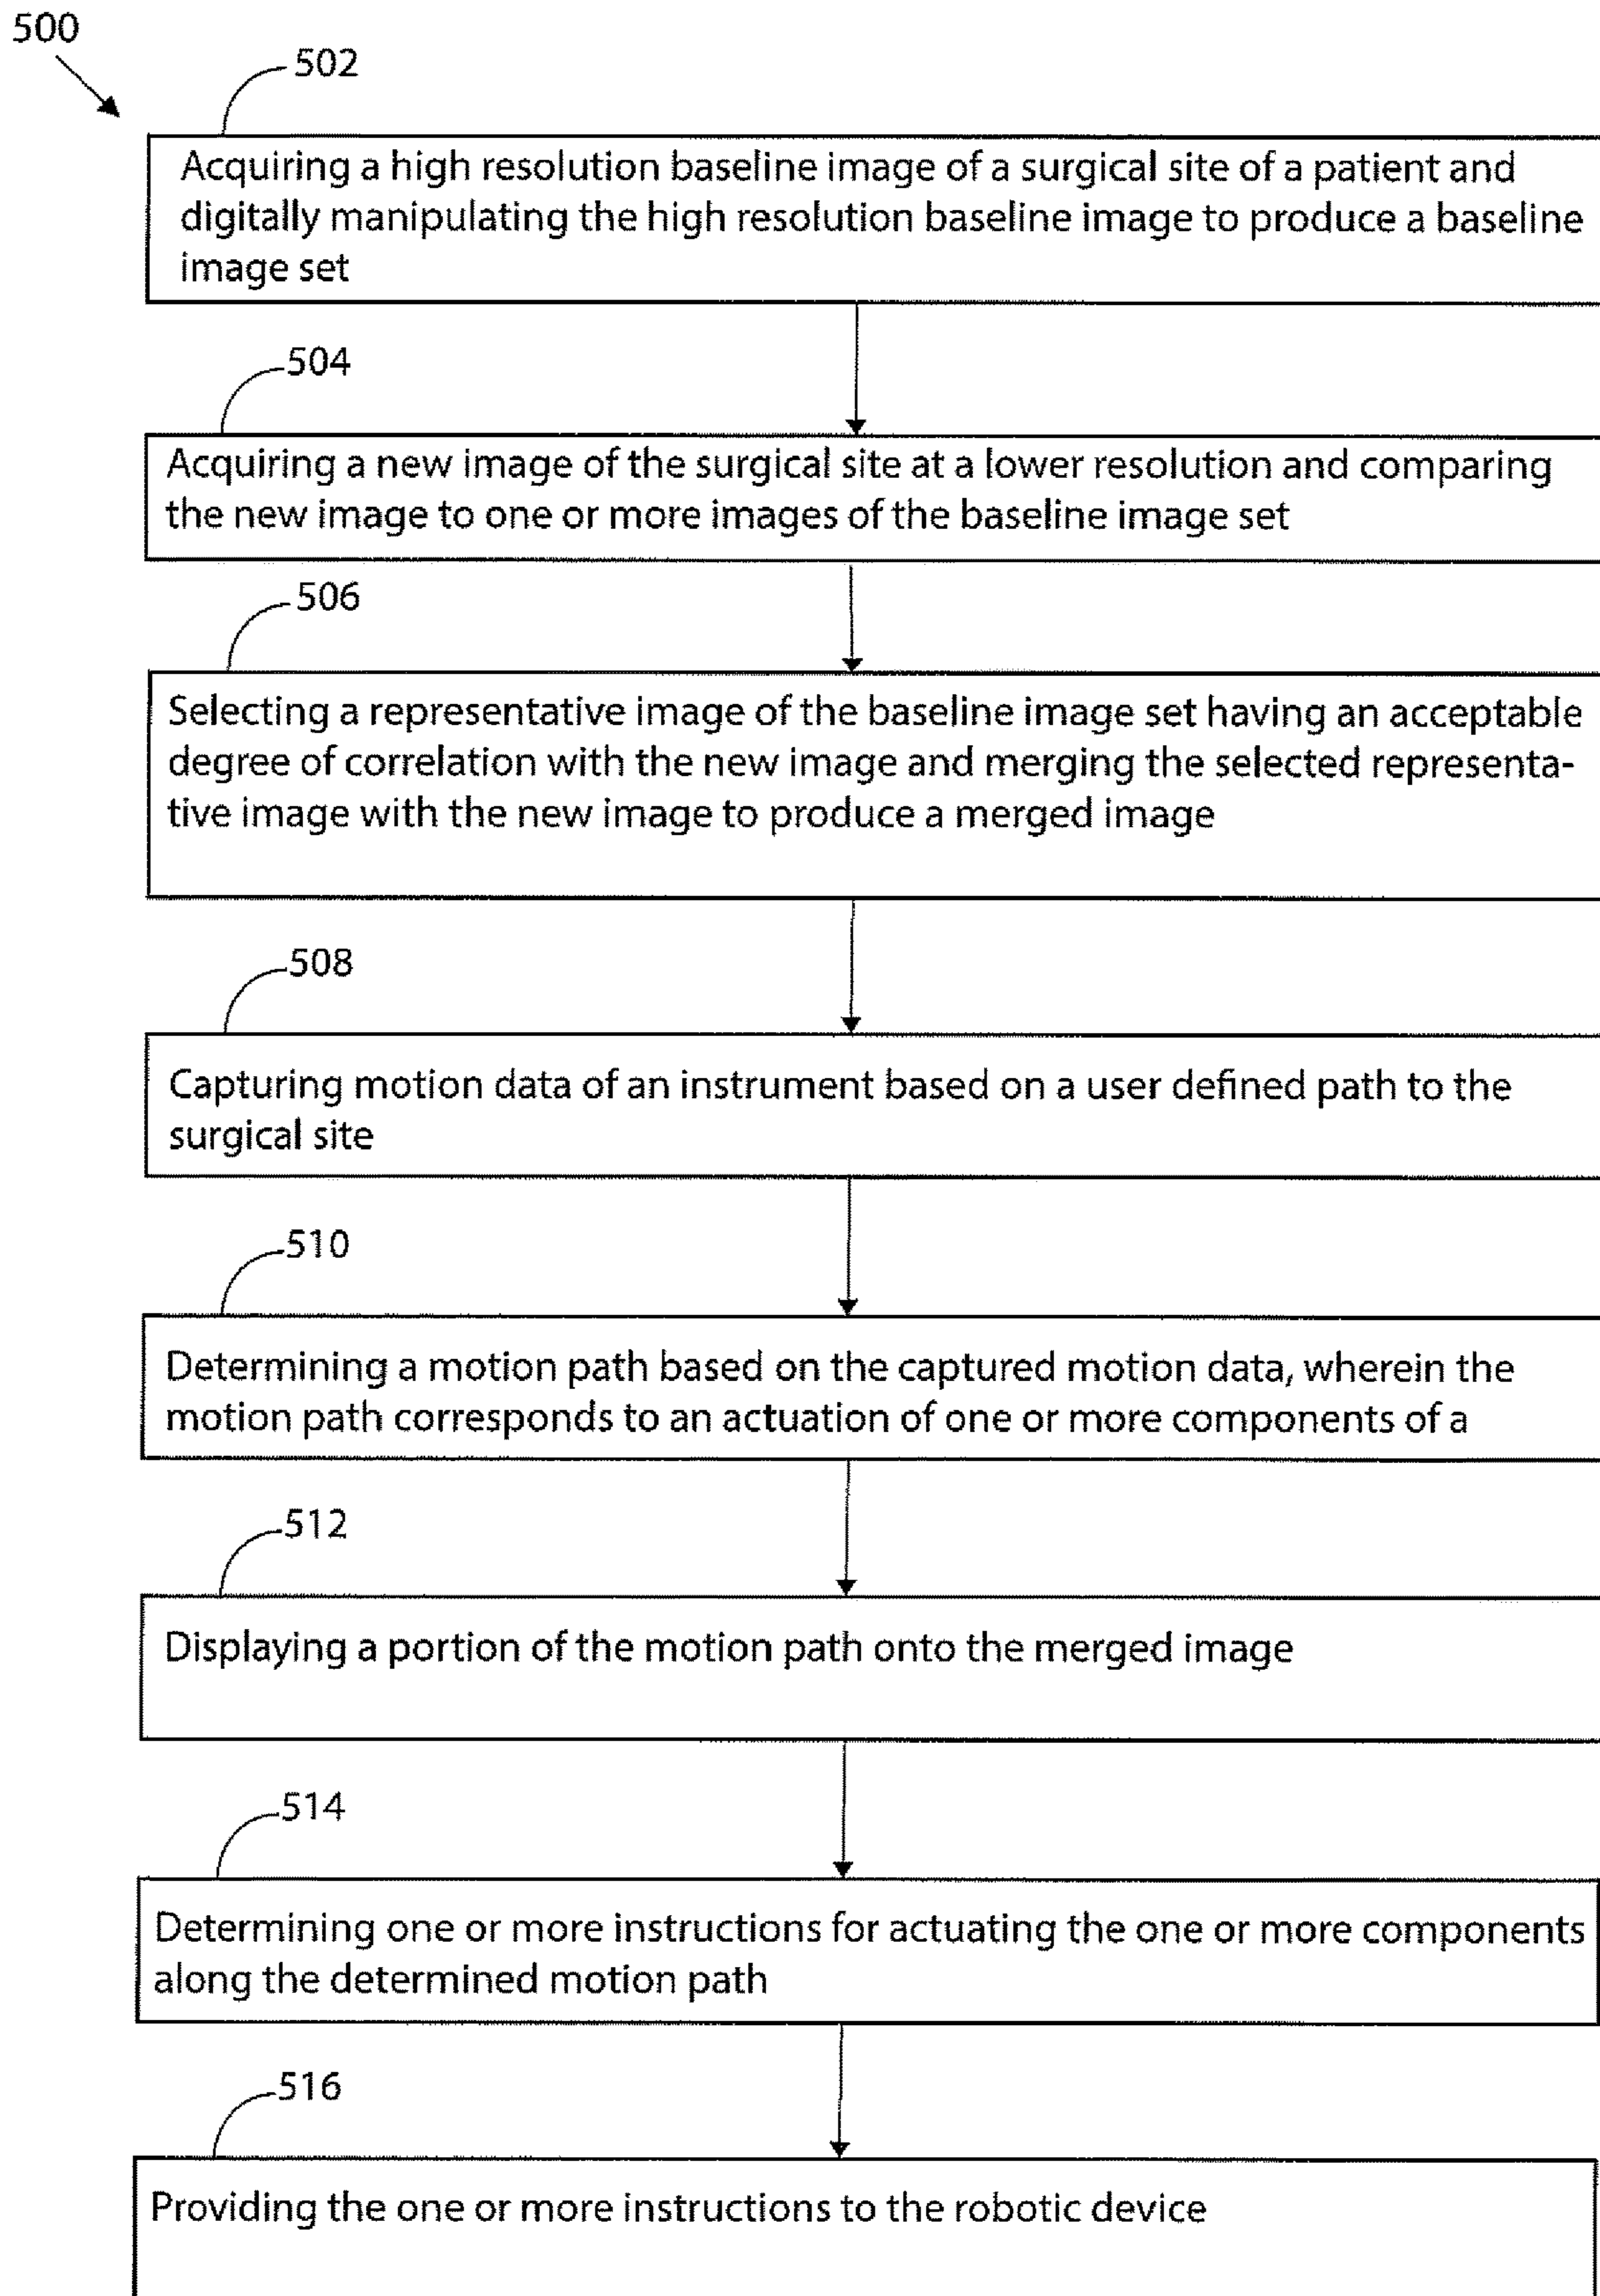 500
502
Acquiring a high resolution baseline image of a surgical site of a patient and
digitally manipulating the high resolution baseline image to produce a baseline
image set
504
Acquiring a new image of the surgical site at a lower resolution and comparing
the new image to one or more images of the baseline image set
506
Selecting a representative image of the baseline image set having an acceptable
degree of correlation with the new image and merging the selected representa-
tive image with the new image to produce a merged image
508
Capturing motion data of an instrument based on a user defined path to the
surgical site
510
Determining a motion path based on the captured motion data, wherein the
motion path corresponds to an actuation of one or more components of a
512
Displaying a portion of the motion path onto the merged image
514
Determining one or more instructions for actuating the one or more components
along the determined motion path
516
Providing the one or more instructions to the robotic device